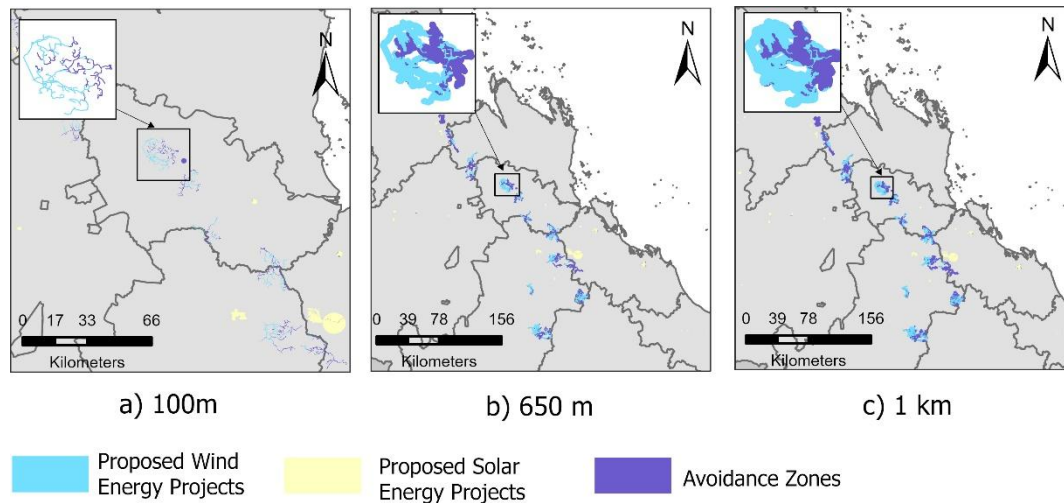 N
0 17 33 66
Kilometers
a) 100m
N
0 39 78 156
Kilometers
b) 650 m
N
0 39 78 156
Kilometers
c) 1 km
Proposed Wind
Energy Projects
Proposed Solar
Energy Projects
Avoidance Zones